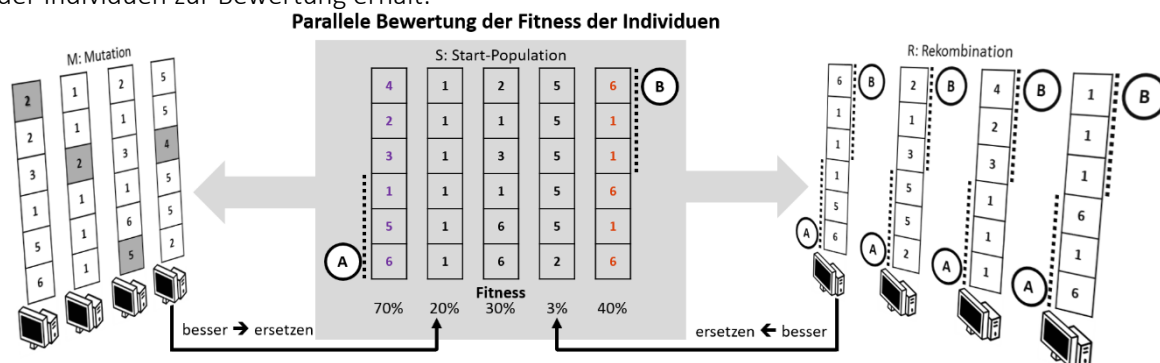 der Individuen zur Bewertung erhält.
Parallele Bewertung der Fitness der Individuen
M: Mutation
2 1 2 5
2 1 1 5
3 2 3 4
1 1 1 5
5 1 6 5
6 1 5 2
besser → ersetzen
S: Start-Population
4 1 2 5 6 B
2 1 1 5 1
3 1 3 5 1
1 1 1 5 6
5 1 6 5 1
A 6 1 6 2 6
Fitness
70% 20% 30% 3% 40%
R: Rekombination
6 B 2 B 4 B 1 B
1 1 2 1
1 3 3 1
1 5 1 6
5 5 1 1
A 6 A 2 A 1 A 6
ersetzen ← besser